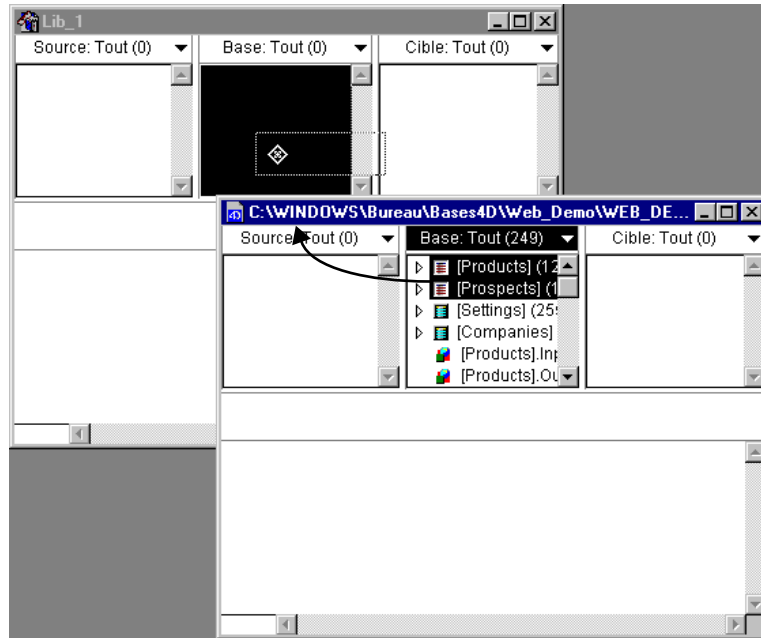 Lib_1
Source: Tout (0) Base: Tout (0) Cible: Tout (0)
C:\WINDOWS\Bureau\Bases4D\Web_Demo\WEB_DE...
Source: Tout (0) Base: Tout (249) Cible: Tout (0)
[Products] (12
[Prospects] (1
[Settings] (25
[Companies]
[Products].Inp
[Products].Ou